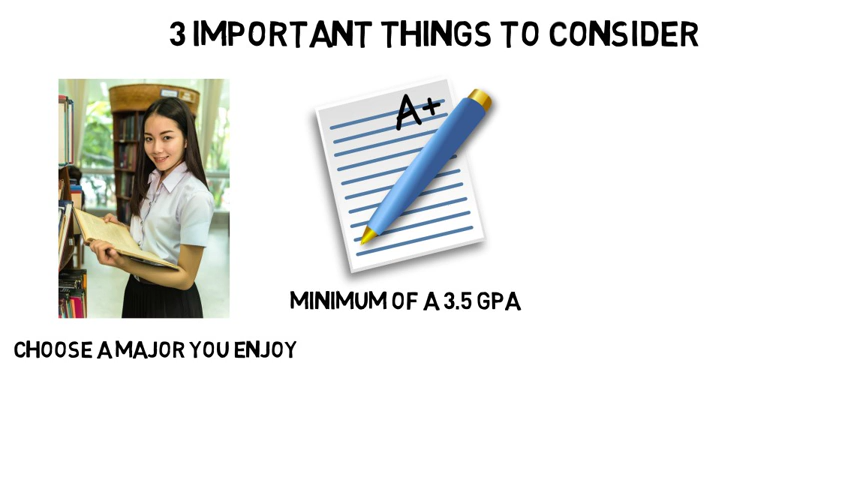 3 IMPORTANT THINGS TO CONSIDER
A+
MINIMUM OF A 3.5 GPA
CHOOSE A MAJOR YOU ENJOY